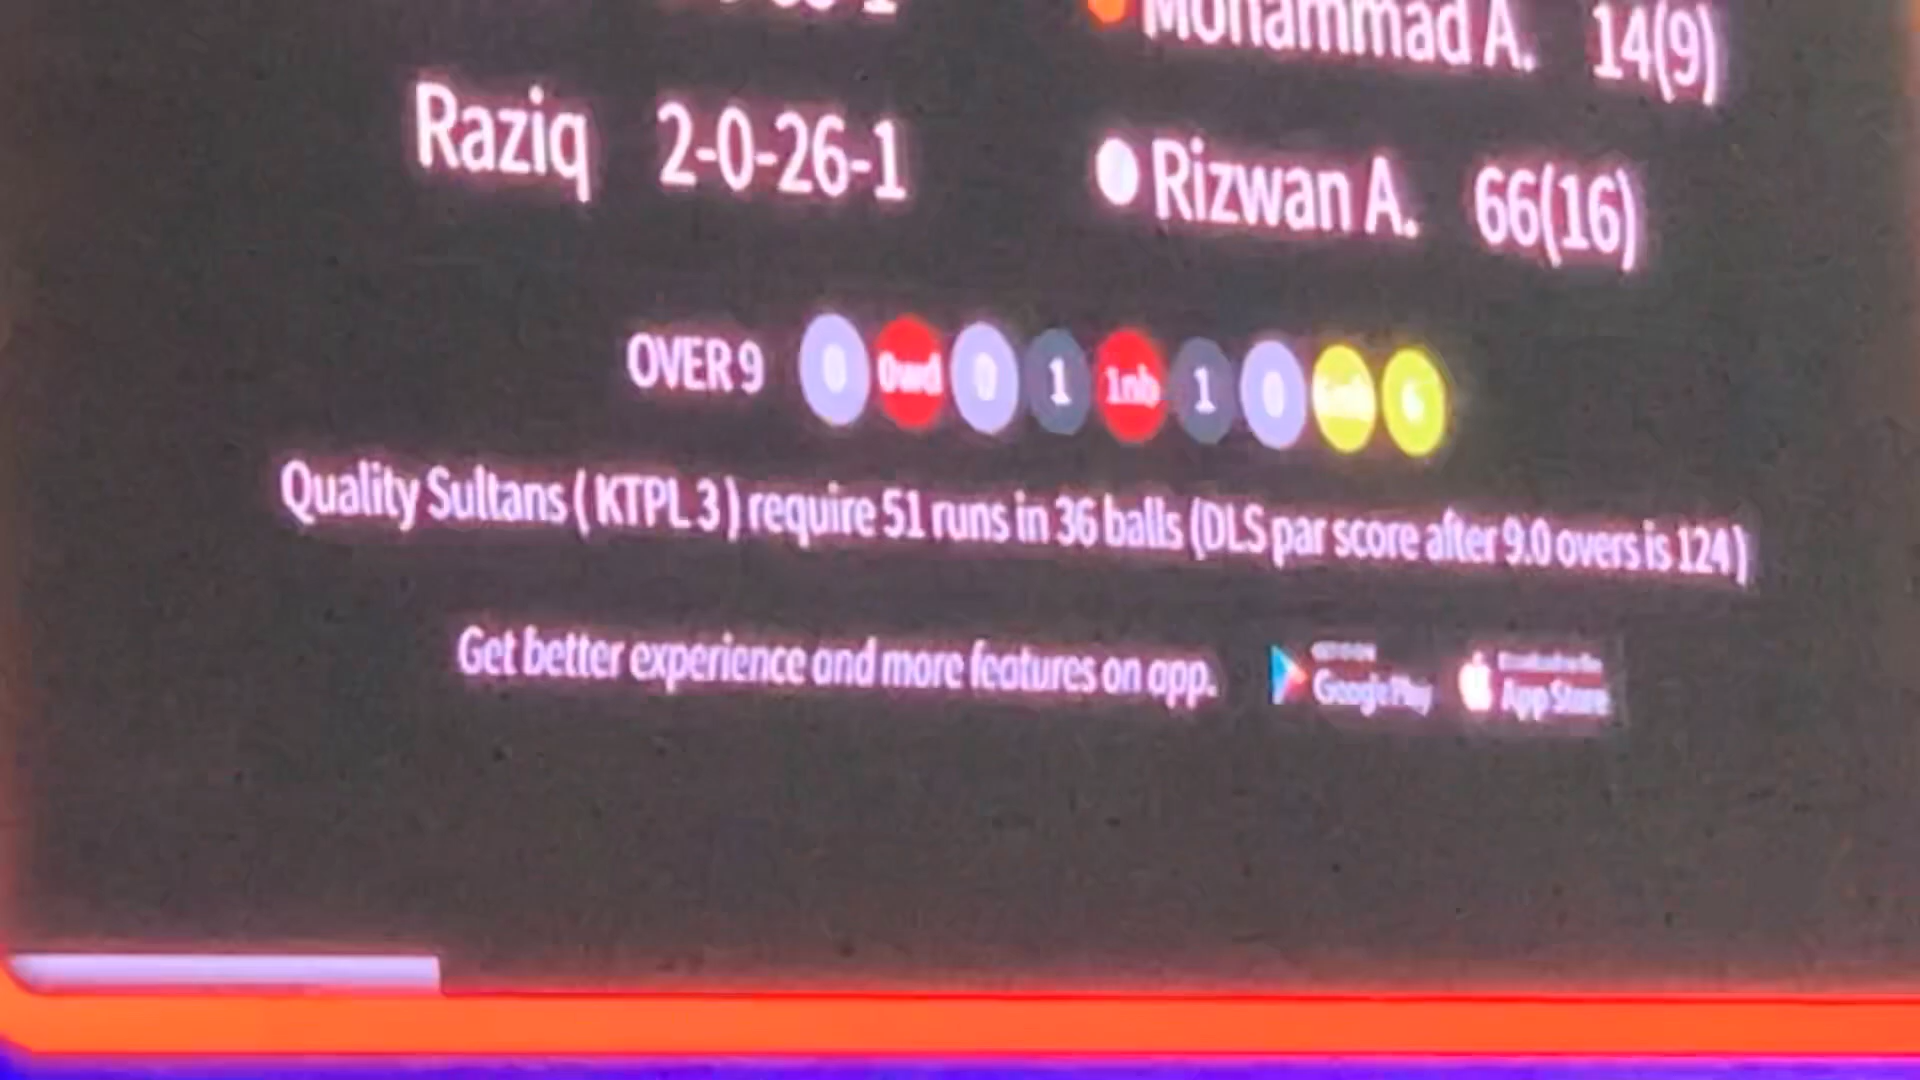 Mohammad A. 14(9)
Raziq 2-0-26-1
Rizwan A. 66(16)
OVER 9 0 0wd 0 1 1nb 1 0 6
Quality Sultans ( KTPL 3 ) require 51 runs in 36 balls (DLS par score after 9.0 overs is 124)
Get better experience and more features on app.
Google Play
App Store